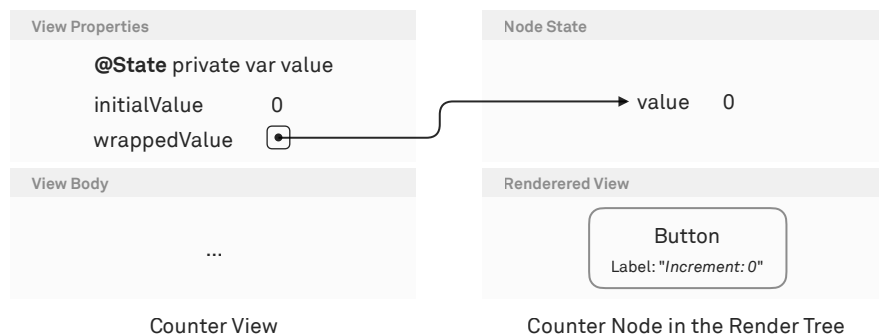 View Properties
@State private var value
initialValue 0
wrappedValue
Node State
value 0
View Body
...
Renderered View
Button
Label: "Increment: 0"
Counter View
Counter Node in the Render Tree